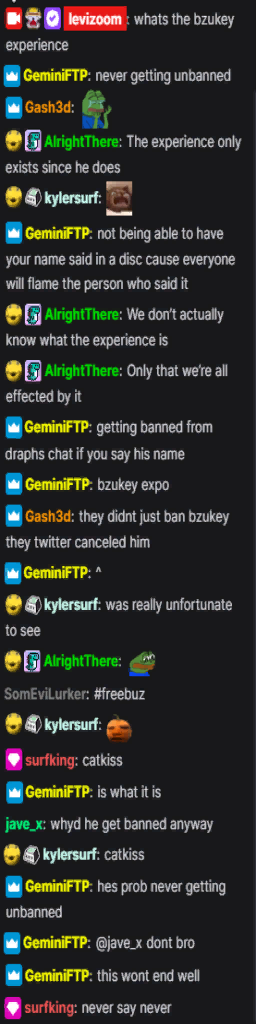 levizoom: whats the bzukey
experience
GeminiFTP: never getting unbanned
Gash3d:
AlrightThere: The experience only
exists since he does
kylersurf:
GeminiFTP: not being able to have
your name said in a disc cause everyone
will flame the person who said it
AlrightThere: We don't actually
know what the experience is
AlrightThere: Only that we're all
effected by it
GeminiFTP: getting banned from
draphs chat if you say his name
GeminiFTP: bzukey expo
Gash3d: they didnt just ban bzukey
they twitter canceled him
GeminiFTP: ^
kylersurf: was really unfortunate
to see
AlrightThere:
SomEviLurker: #freebuz
kylersurf:
surfking: catkiss
GeminiFTP: is what it is
jave_x: whyd he get banned anyway
kylersurf: catkiss
GeminiFTP: hes prob never getting
unbanned
GeminiFTP: @jave_x dont bro
GeminiFTP: this wont end well
surfking: never say never